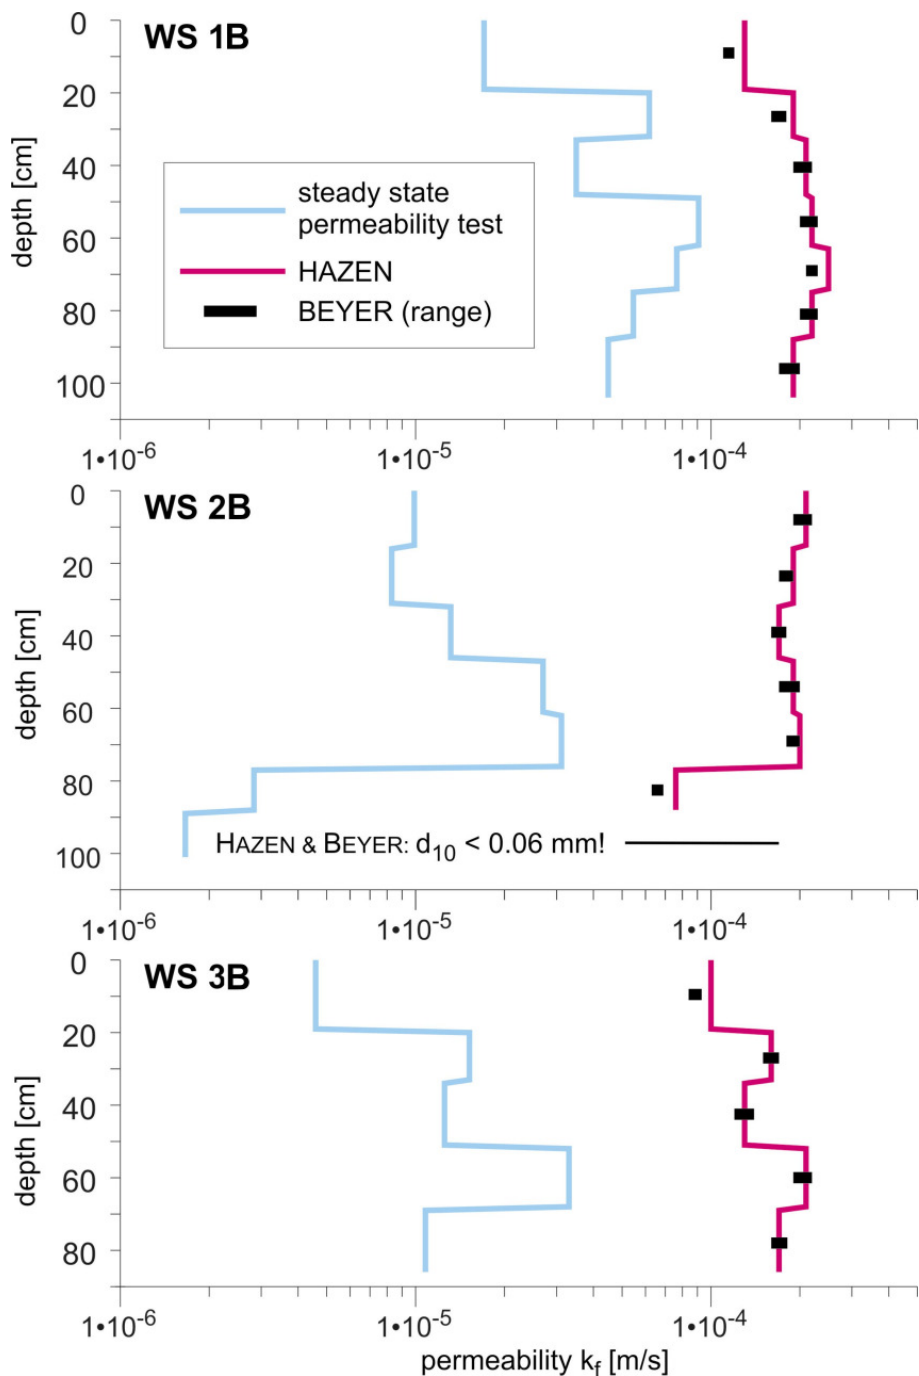 WS 1B
0
20
40
60
80
100
depth [cm]
steady state
permeability test
HAZEN
BEYER (range)
1•10⁻⁶
1•10⁻⁵
1•10⁻⁴
WS 2B
0
20
40
60
80
100
depth [cm]
HAZEN & BEYER: d₁₀ < 0.06 mm!
1•10⁻⁶
1•10⁻⁵
1•10⁻⁴
WS 3B
0
20
40
60
80
depth [cm]
1•10⁻⁶
1•10⁻⁵
1•10⁻⁴
permeability k_f [m/s]